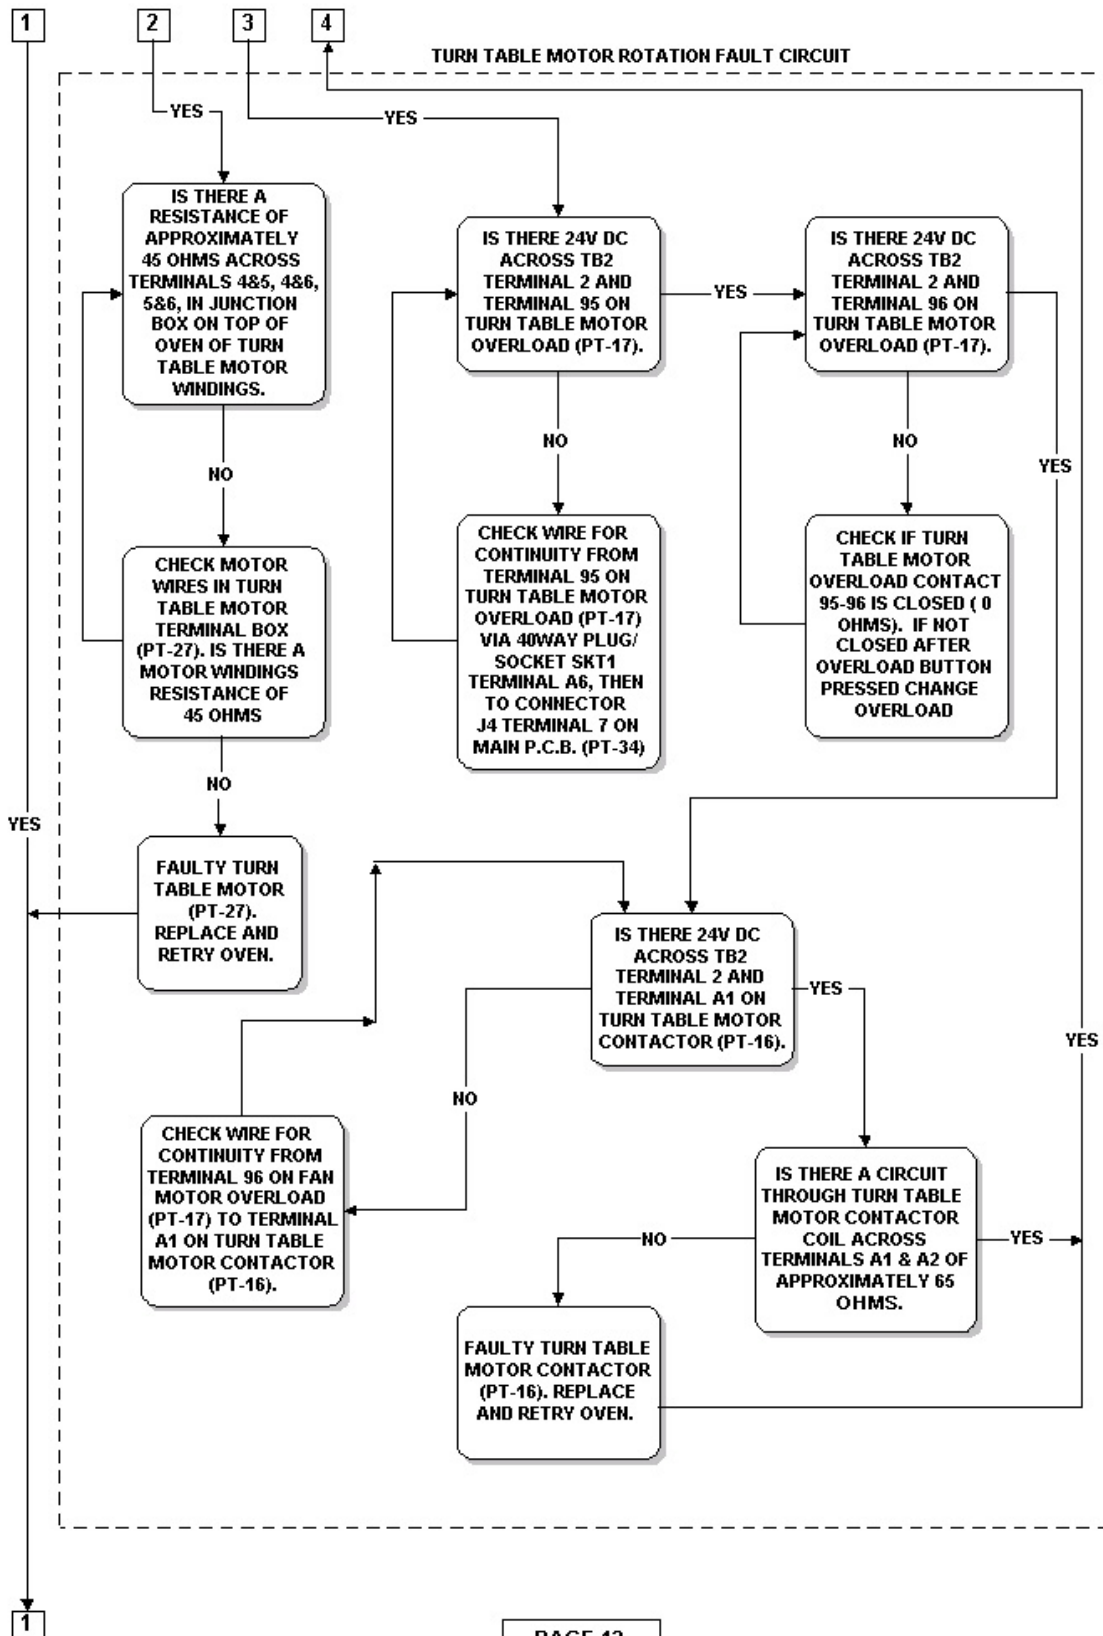 1
2
3
4
TURN TABLE MOTOR ROTATION FAULT CIRCUIT
YES
YES
IS THERE A
RESISTANCE OF
APPROXIMATELY
45 OHMS ACROSS
TERMINALS 4&5, 4&6,
5&6, IN JUNCTION
BOX ON TOP OF
OVEN OF TURN
TABLE MOTOR
WINDINGS.
IS THERE 24V DC
ACROSS TB2
TERMINAL 2 AND
TERMINAL 95 ON
TURN TABLE MOTOR
OVERLOAD (PT-17).
YES
IS THERE 24V DC
ACROSS TB2
TERMINAL 2 AND
TERMINAL 96 ON
TURN TABLE MOTOR
OVERLOAD (PT-17).
NO
NO
NO
YES
CHECK MOTOR
WIRES IN TURN
TABLE MOTOR
TERMINAL BOX
(PT-27). IS THERE A
MOTOR WINDINGS
RESISTANCE OF
45 OHMS
CHECK WIRE FOR
CONTINUITY FROM
TERMINAL 95 ON
TURN TABLE MOTOR
OVERLOAD (PT-17)
VIA 40WAY PLUG/
SOCKET SKT1
TERMINAL A6, THEN
TO CONNECTOR
J4 TERMINAL 7 ON
MAIN P.C.B. (PT-34)
CHECK IF TURN
TABLE MOTOR
OVERLOAD CONTACT
95-96 IS CLOSED ( 0
OHMS). IF NOT
CLOSED AFTER
OVERLOAD BUTTON
PRESSED CHANGE
OVERLOAD
NO
YES
FAULTY TURN
TABLE MOTOR
(PT-27).
REPLACE AND
RETRY OVEN.
IS THERE 24V DC
ACROSS TB2
TERMINAL 2 AND
TERMINAL A1 ON
TURN TABLE MOTOR
CONTACTOR (PT-16).
YES
YES
NO
CHECK WIRE FOR
CONTINUITY FROM
TERMINAL 96 ON FAN
MOTOR OVERLOAD
(PT-17) TO TERMINAL
A1 ON TURN TABLE
MOTOR CONTACTOR
(PT-16).
IS THERE A CIRCUIT
THROUGH TURN TABLE
MOTOR CONTACTOR
COIL ACROSS
TERMINALS A1 & A2 OF
APPROXIMATELY 65
OHMS.
NO
YES
FAULTY TURN TABLE
MOTOR CONTACTOR
(PT-16). REPLACE
AND RETRY OVEN.
1